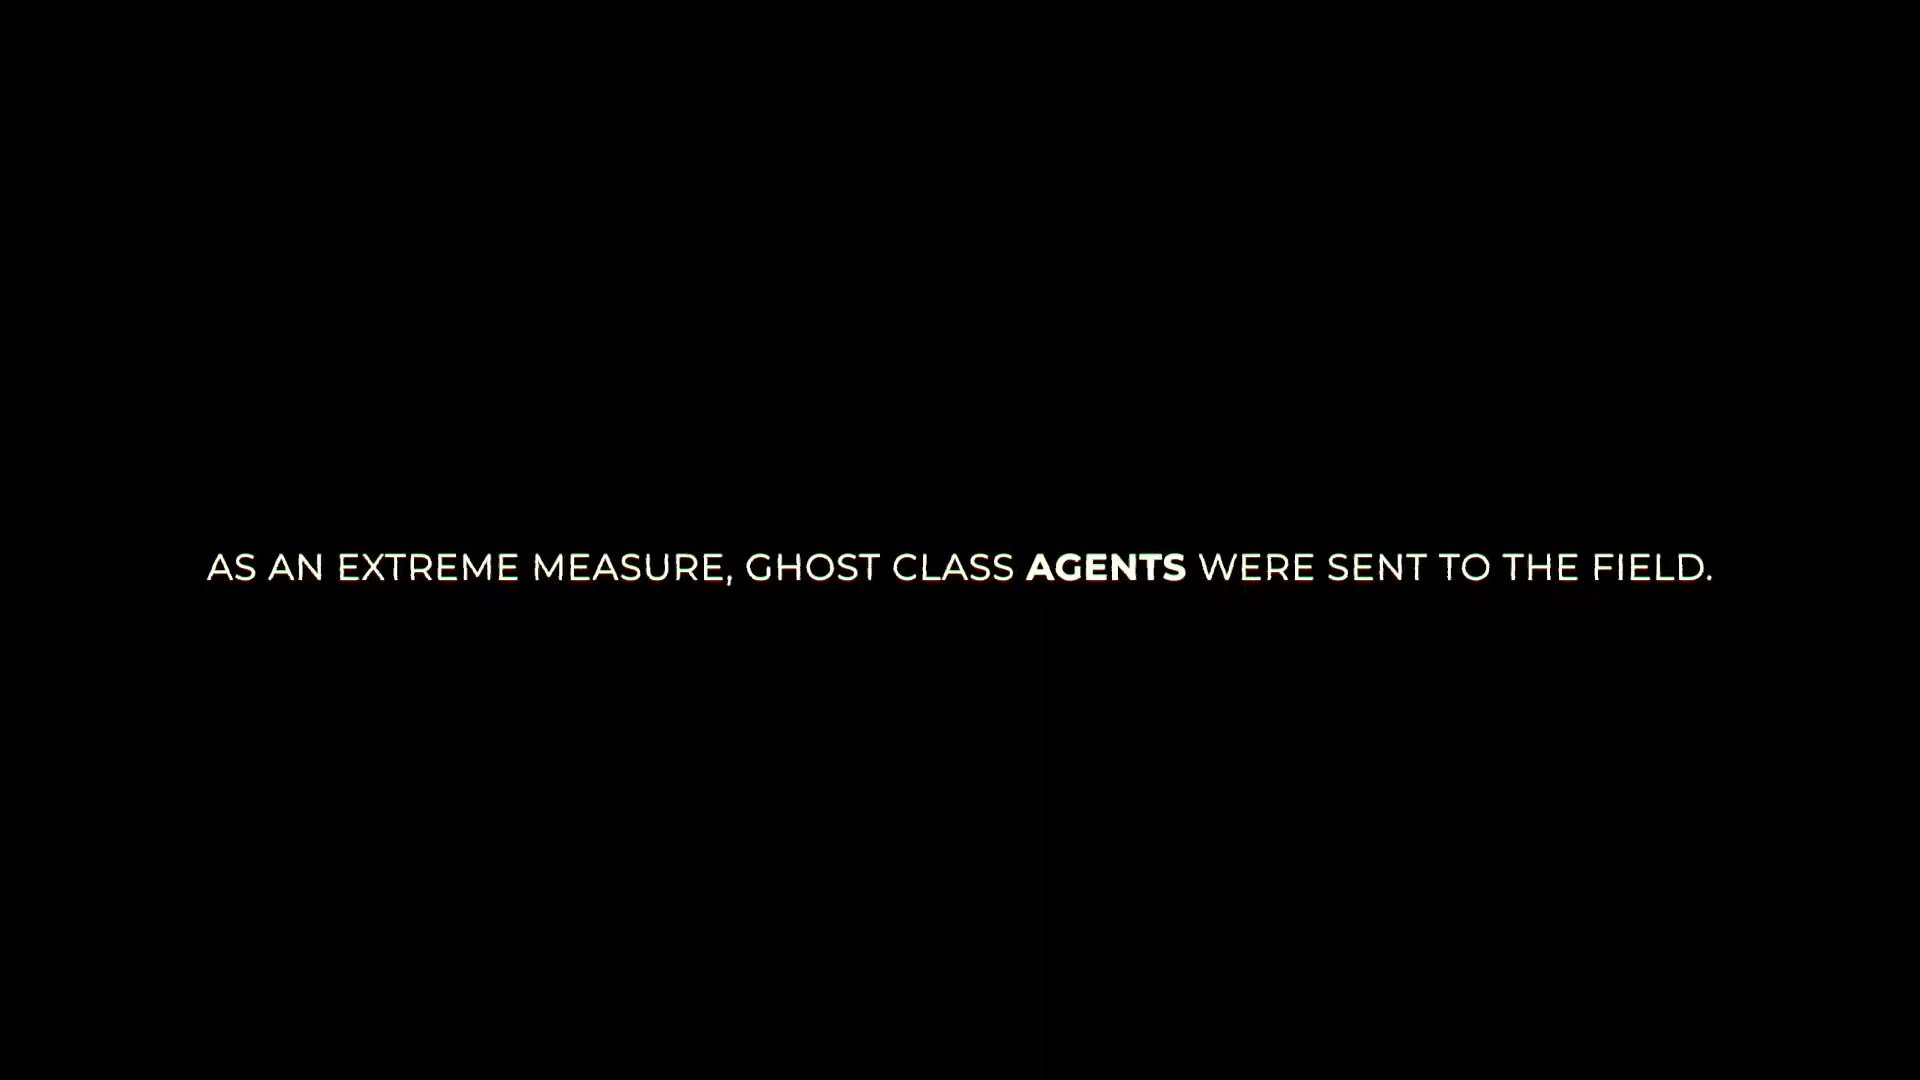 AS AN EXTREME MEASURE, GHOST CLASS AGENTS WERE SENT TO THE FIELD.